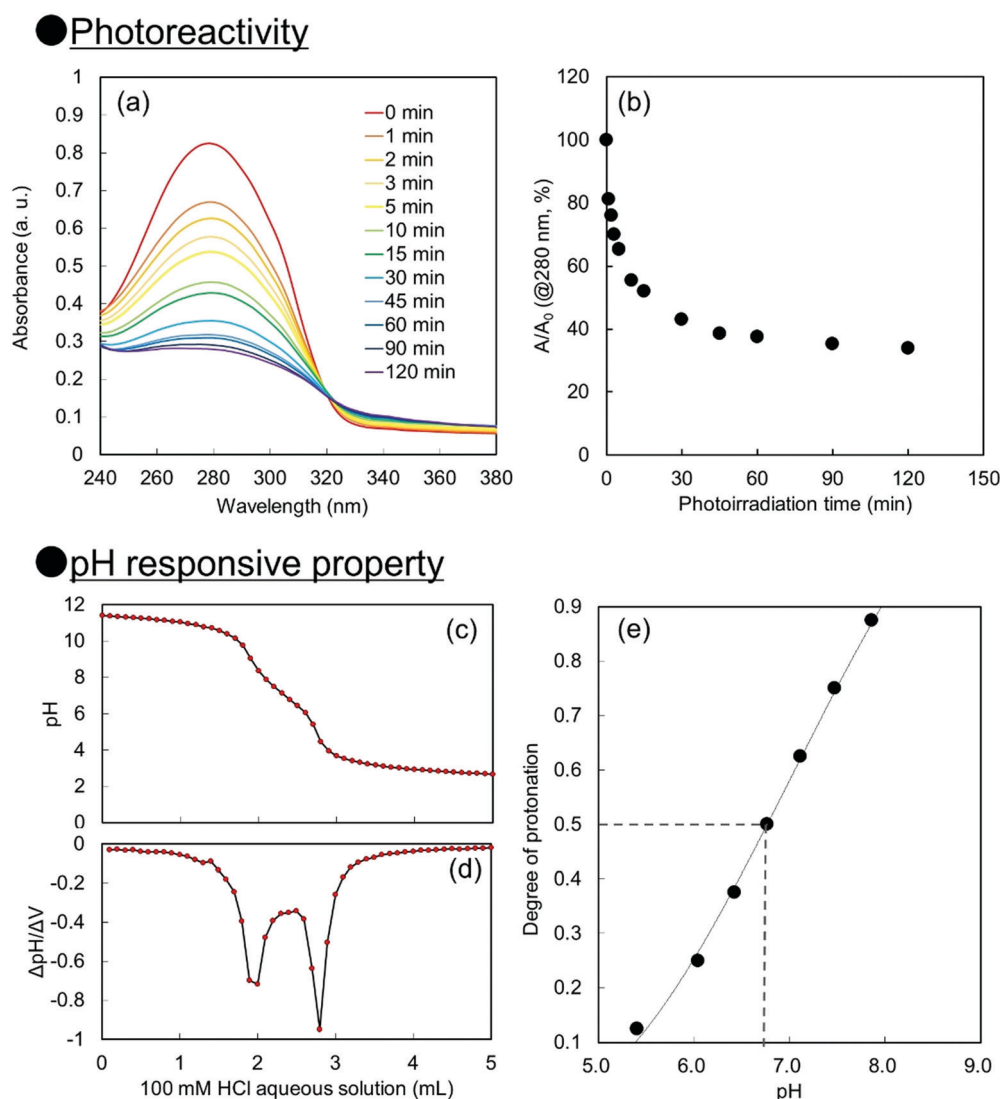 ●Photoreactivity
(a)
1
0.9
0.8
0.7
0.6
0.5
0.4
0.3
0.2
0.1
0
Absorbance (a. u.)
240 260 280 300 320 340 360 380
Wavelength (nm)
0 min
1 min
2 min
3 min
5 min
10 min
15 min
30 min
45 min
60 min
90 min
120 min
(b)
120
100
80
60
40
20
0
A/A₀ (@280 nm, %)
0 30 60 90 120 150
Photoirradiation time (min)
●pH responsive property
(c)
12
10
8
6
4
2
0
pH
(d)
0
-0.2
-0.4
-0.6
-0.8
-1
ΔpH/ΔV
0 1 2 3 4 5
100 mM HCl aqueous solution (mL)
(e)
0.9
0.8
0.7
0.6
0.5
0.4
0.3
0.2
0.1
Degree of protonation
5.0 6.0 7.0 8.0 9.0
pH